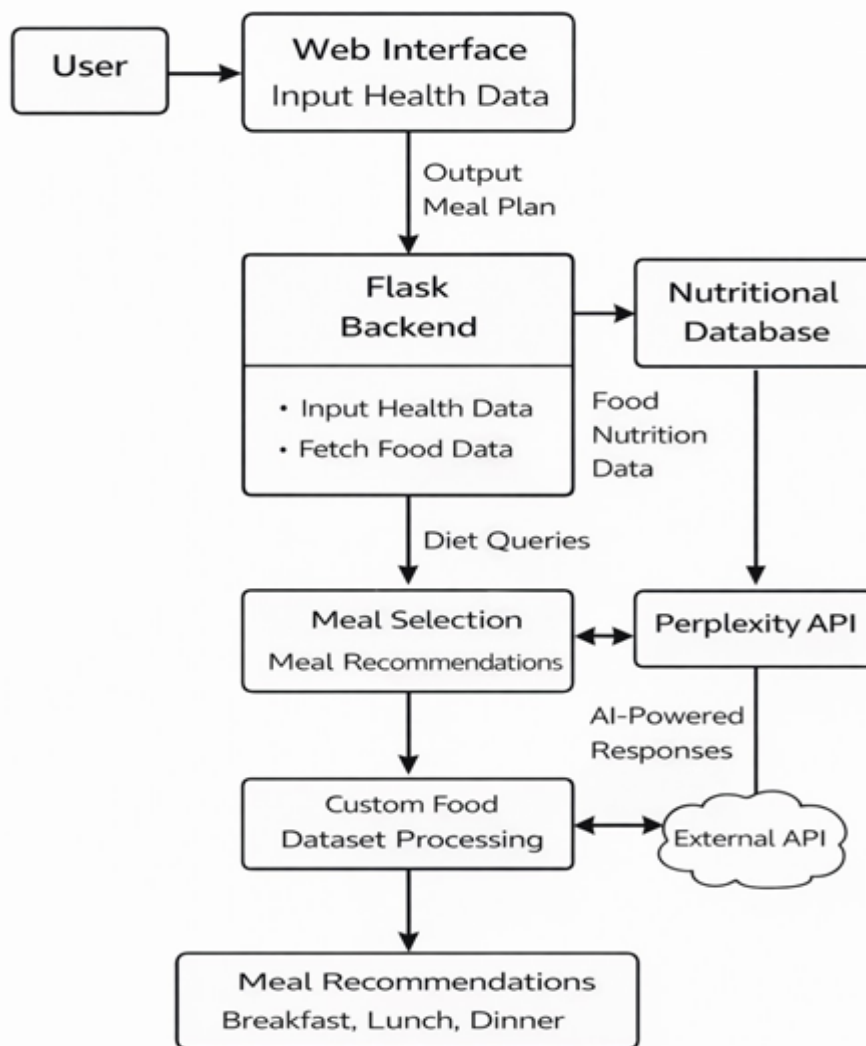 User
Web Interface
Input Health Data
Output
Meal Plan
Flask
Backend
• Input Health Data
• Fetch Food Data
Nutritional
Database
Food
Nutrition
Data
Diet Queries
Meal Selection
Meal Recommendations
Perplexity API
AI-Powered
Responses
Custom Food
Dataset Processing
External API
Meal Recommendations
Breakfast, Lunch, Dinner